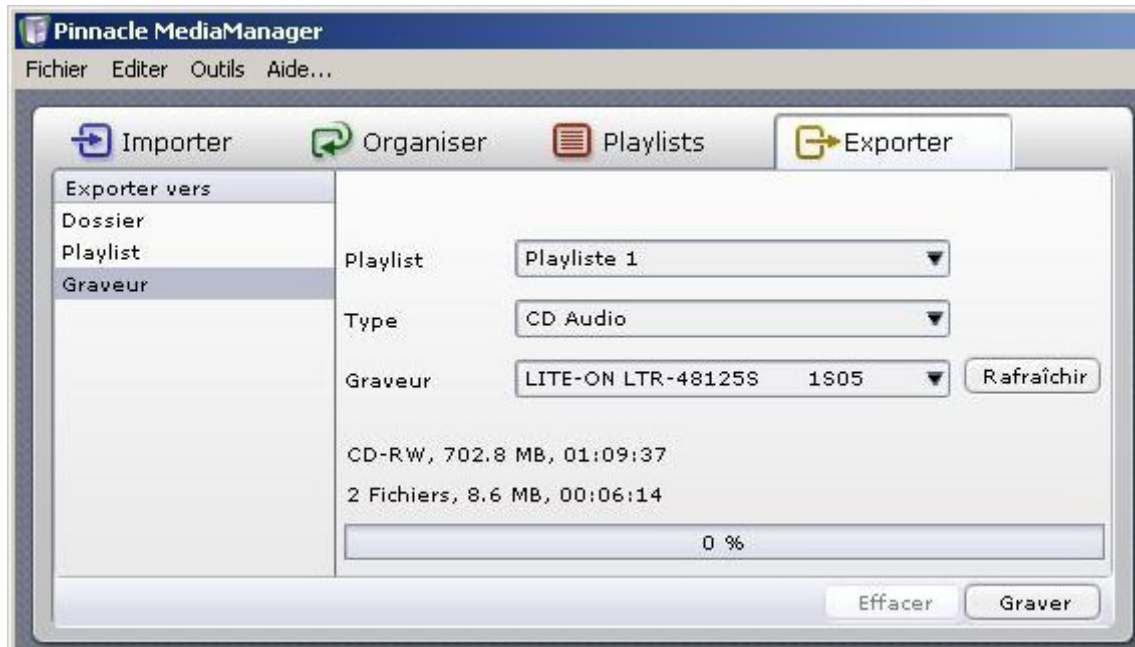 Pinnacle MediaManager
Fichier Editer Outils Aide...
Importer Organiser Playlists Exporter
Exporter vers
Dossier
Playlist
Graveur
Playlist Playliste 1
Type CD Audio
Graveur LITE-ON LTR-48125S 1S05 Rafraîchir
CD-RW, 702.8 MB, 01:09:37
2 Fichiers, 8.6 MB, 00:06:14
0 %
Effacer Graver